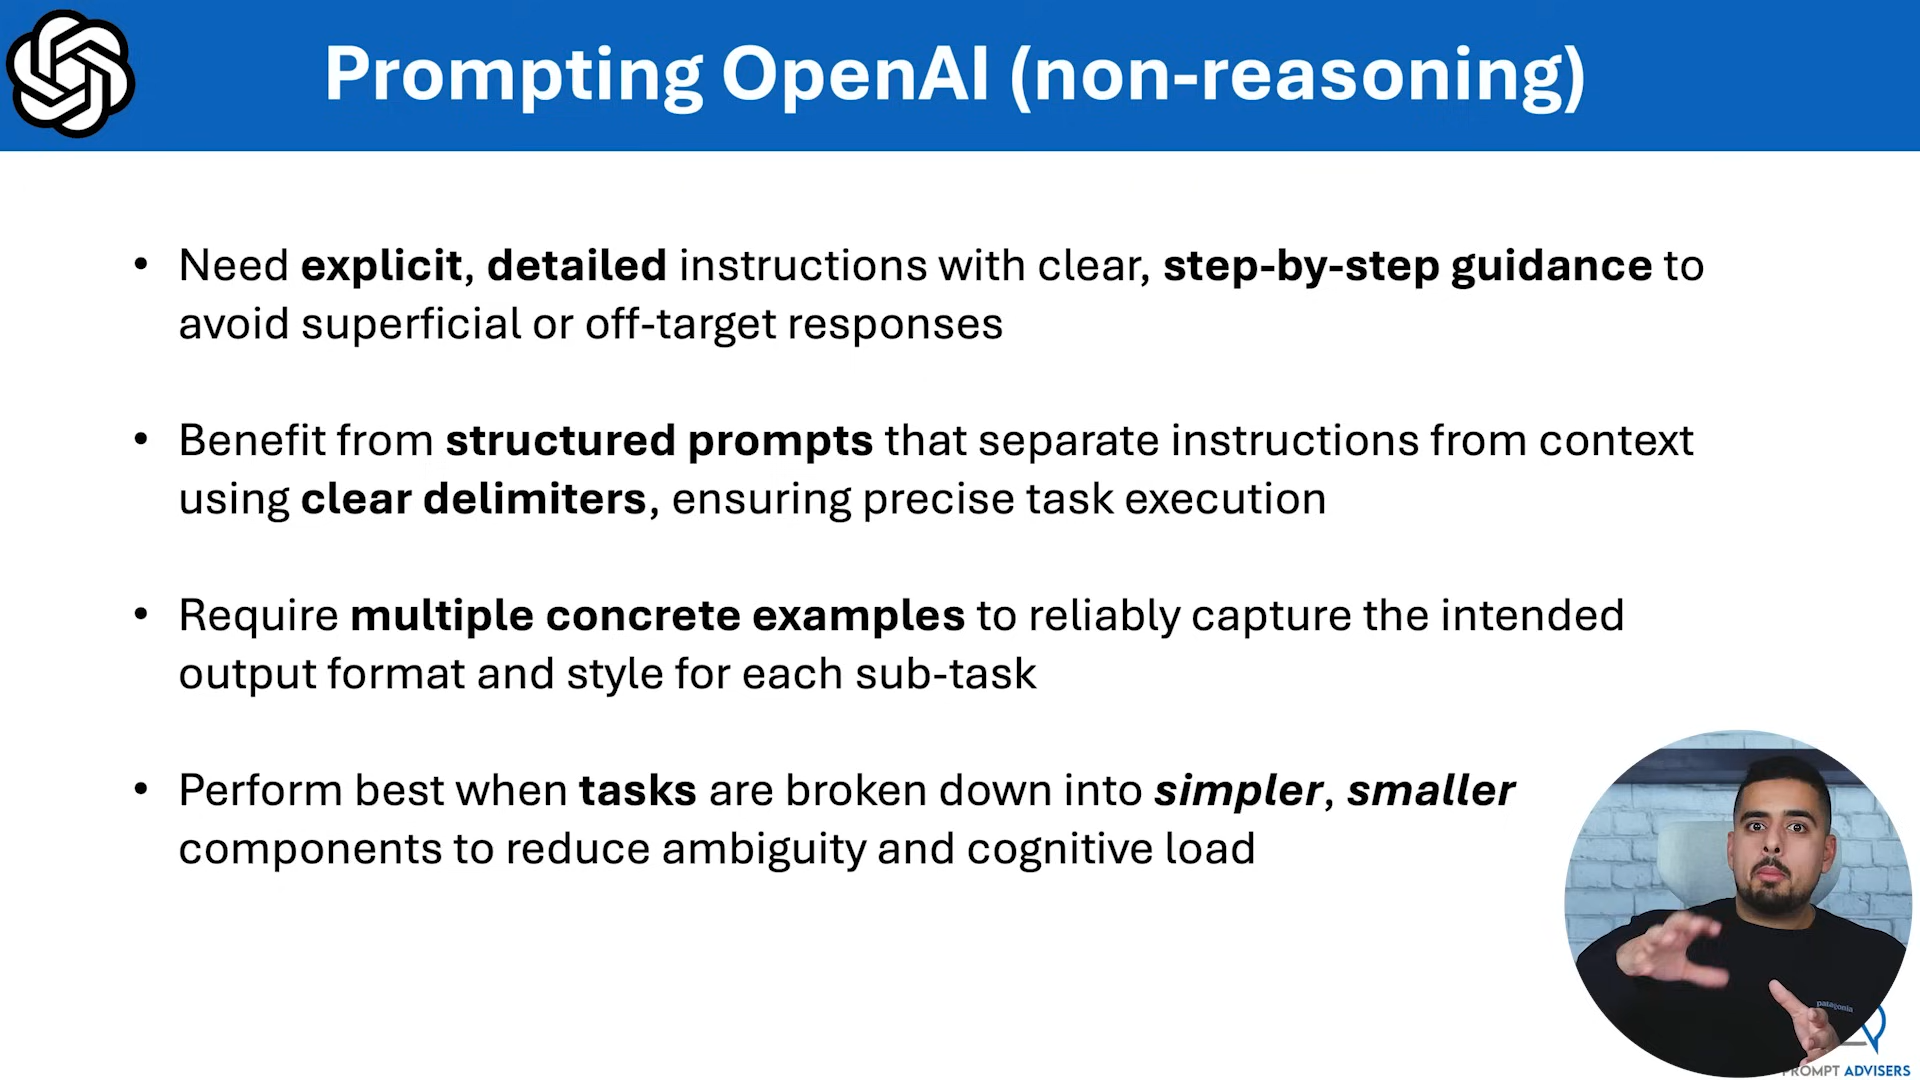 Prompting OpenAI (non-reasoning)
• Need explicit, detailed instructions with clear, step-by-step guidance to
avoid superficial or off-target responses
• Benefit from structured prompts that separate instructions from context
using clear delimiters, ensuring precise task execution
• Require multiple concrete examples to reliably capture the intended
output format and style for each sub-task
• Perform best when tasks are broken down into simpler, smaller
components to reduce ambiguity and cognitive load
patagonia
PROMPT ADVISERS